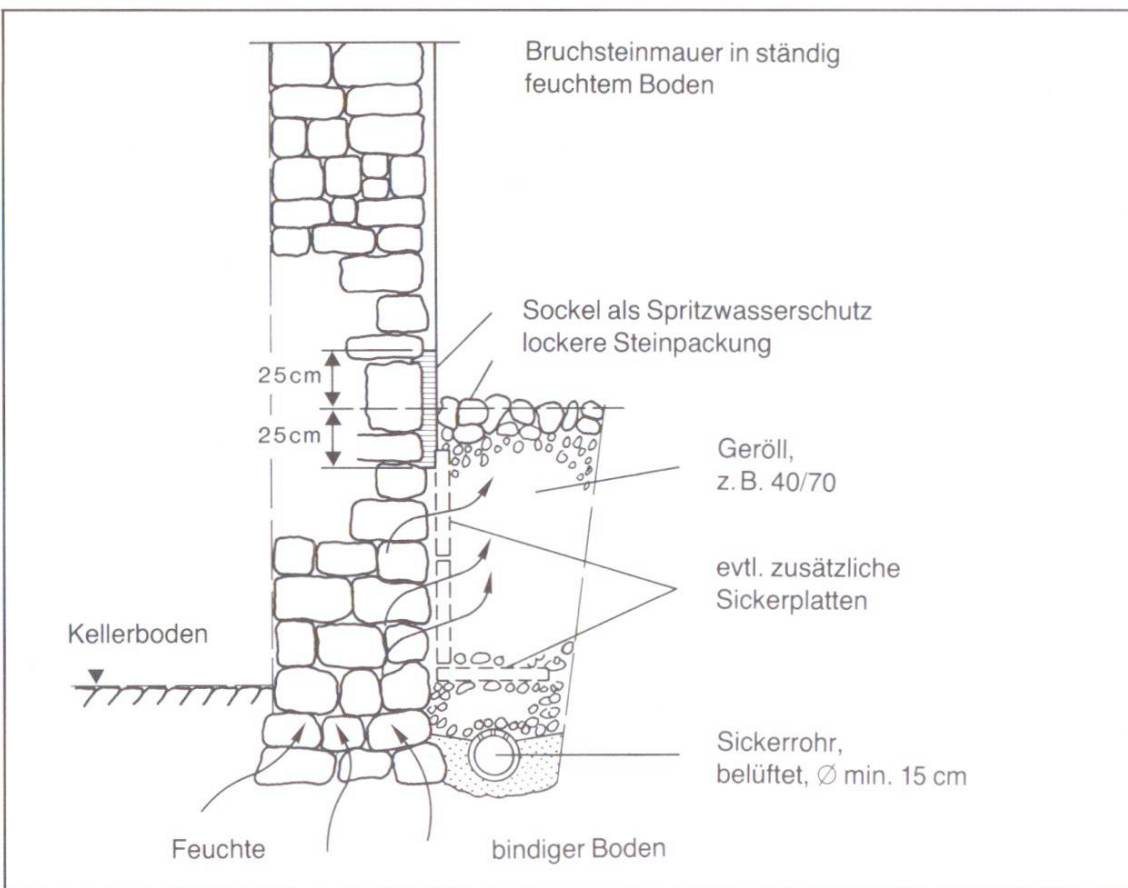 Bruchsteinmauer in ständig
feuchtem Boden
Sockel als Spritzwasserschutz
lockere Steinpackung
25cm
25cm
Geröll,
z. B. 40/70
evtl. zusätzliche
Sickerplatten
Kellerboden
Sickerrohr,
belüftet, ∅ min. 15 cm
Feuchte
bindiger Boden